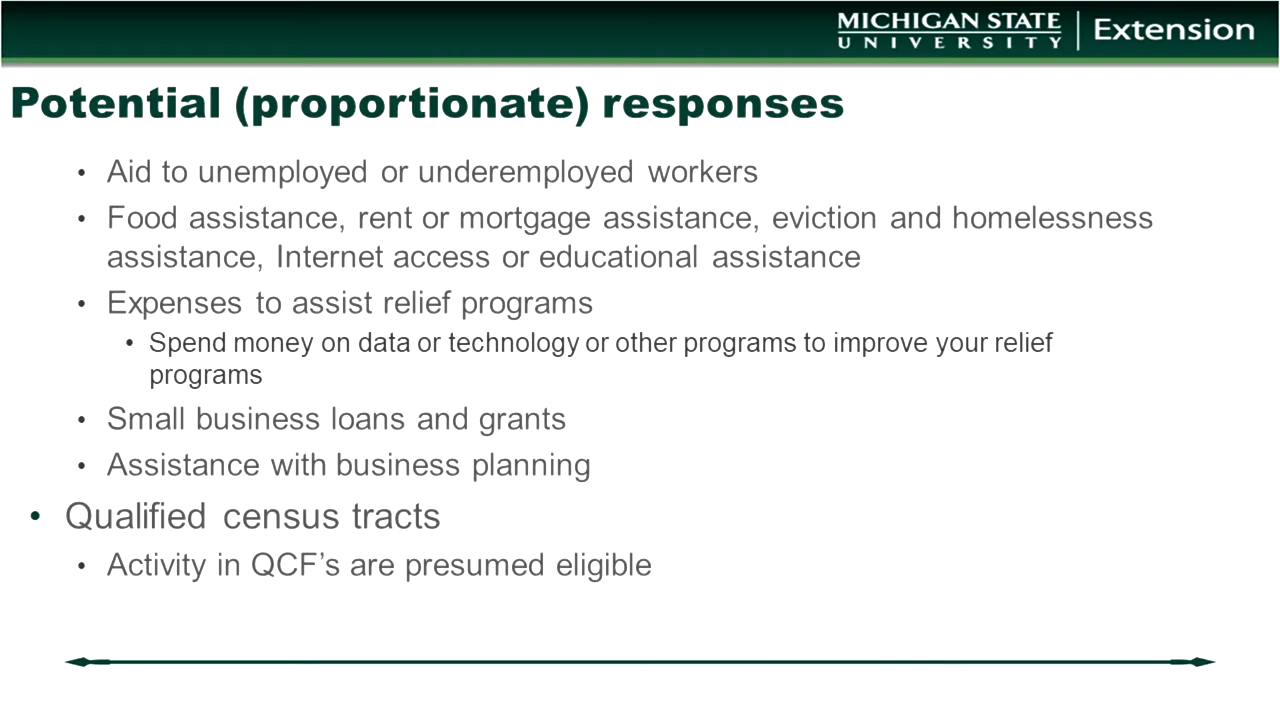 MICHIGAN STATE
UNIVERSITY
Extension
Potential (proportionate) responses
• Aid to unemployed or underemployed workers
• Food assistance, rent or mortgage assistance, eviction and homelessness
assistance, Internet access or educational assistance
• Expenses to assist relief programs
• Spend money on data or technology or other programs to improve your relief
programs
• Small business loans and grants
• Assistance with business planning
• Qualified census tracts
• Activity in QCF’s are presumed eligible